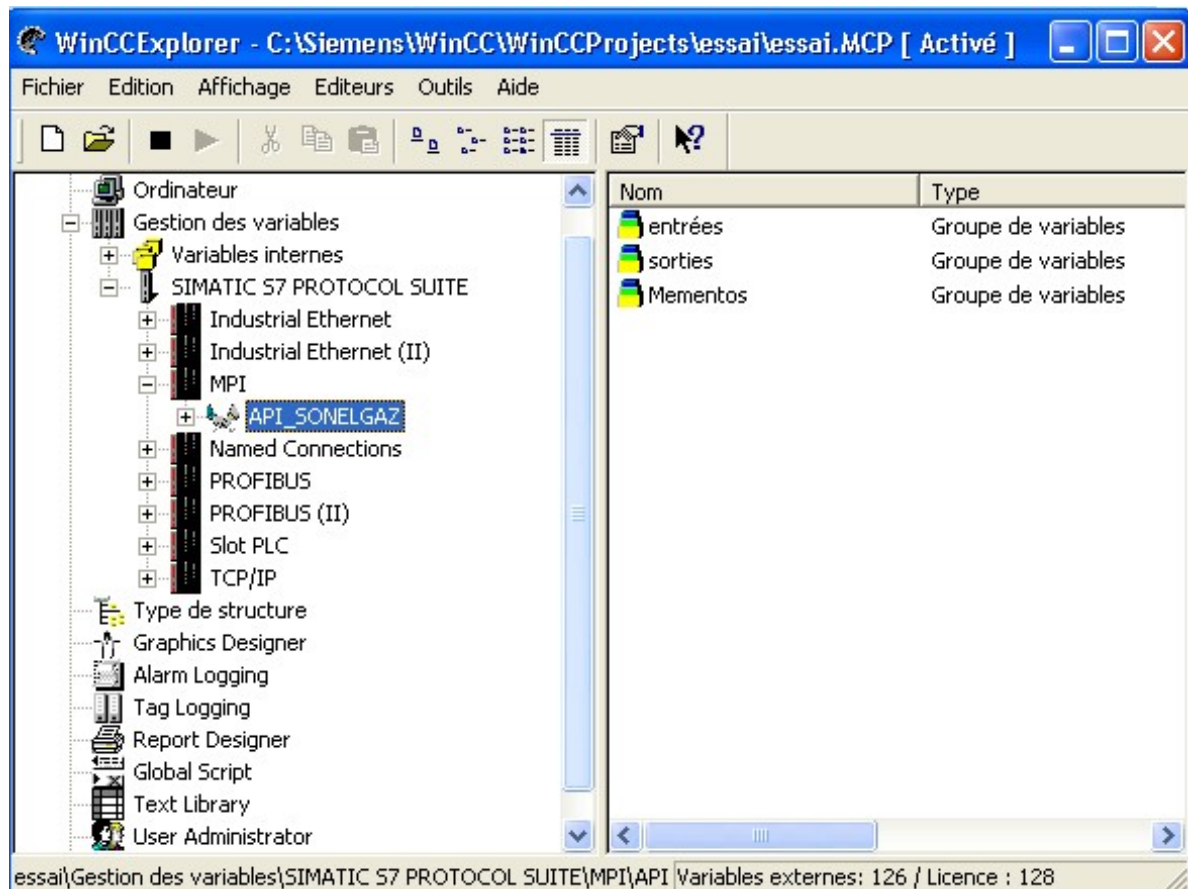 WinCCExplorer - C:\Siemens\WinCC\WinCCProjects\essai\essai.MCP [ Activé ]
Fichier Edition Affichage Editeurs Outils Aide
Ordinateur
Gestion des variables
Variables internes
SIMATIC S7 PROTOCOL SUITE
Industrial Ethernet
Industrial Ethernet (II)
MPI
API_SONELGAZ
Named Connections
PROFIBUS
PROFIBUS (II)
Slot PLC
TCP/IP
Type de structure
Graphics Designer
Alarm Logging
Tag Logging
Report Designer
Global Script
Text Library
User Administrator
Nom Type
entrées Groupe de variables
sorties Groupe de variables
Mementos Groupe de variables
essai\Gestion des variables\SIMATIC S7 PROTOCOL SUITE\MPI\API Variables externes: 126 / Licence : 128